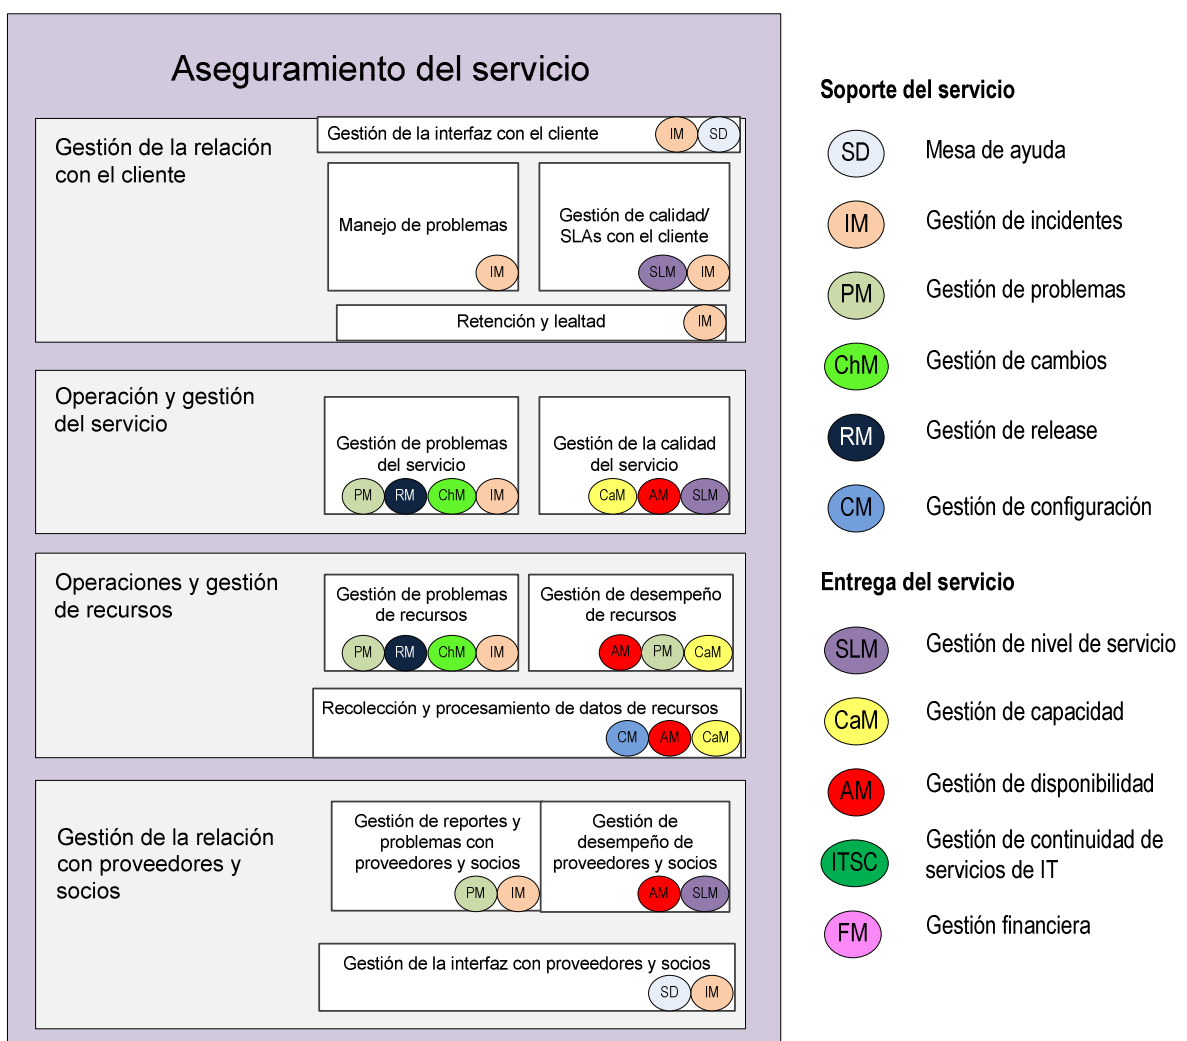 Aseguramiento del servicio
Gestión de la relación
con el cliente
Gestión de la interfaz con el cliente
IM
SD
Manejo de problemas
IM
Gestión de calidad/
SLAs con el cliente
SLM
IM
Retención y lealtad
IM
Operación y gestión
del servicio
Gestión de problemas
del servicio
PM
RM
ChM
IM
Gestión de la calidad
del servicio
CaM
AM
SLM
Operaciones y gestión
de recursos
Gestión de problemas
de recursos
PM
RM
ChM
IM
Gestión de desempeño
de recursos
AM
PM
CaM
Recolección y procesamiento de datos de recursos
CM
AM
CaM
Gestión de la relación
con proveedores y
socios
Gestión de reportes y
problemas con
proveedores y socios
PM
IM
Gestión de
desempeño de
proveedores y socios
AM
SLM
Gestión de la interfaz con proveedores y socios
SD
IM
Soporte del servicio
SD
Mesa de ayuda
IM
Gestión de incidentes
PM
Gestión de problemas
ChM
Gestión de cambios
RM
Gestión de release
CM
Gestión de configuración
Entrega del servicio
SLM
Gestión de nivel de servicio
CaM
Gestión de capacidad
AM
Gestión de disponibilidad
ITSC
Gestión de continuidad de
servicios de IT
FM
Gestión financiera